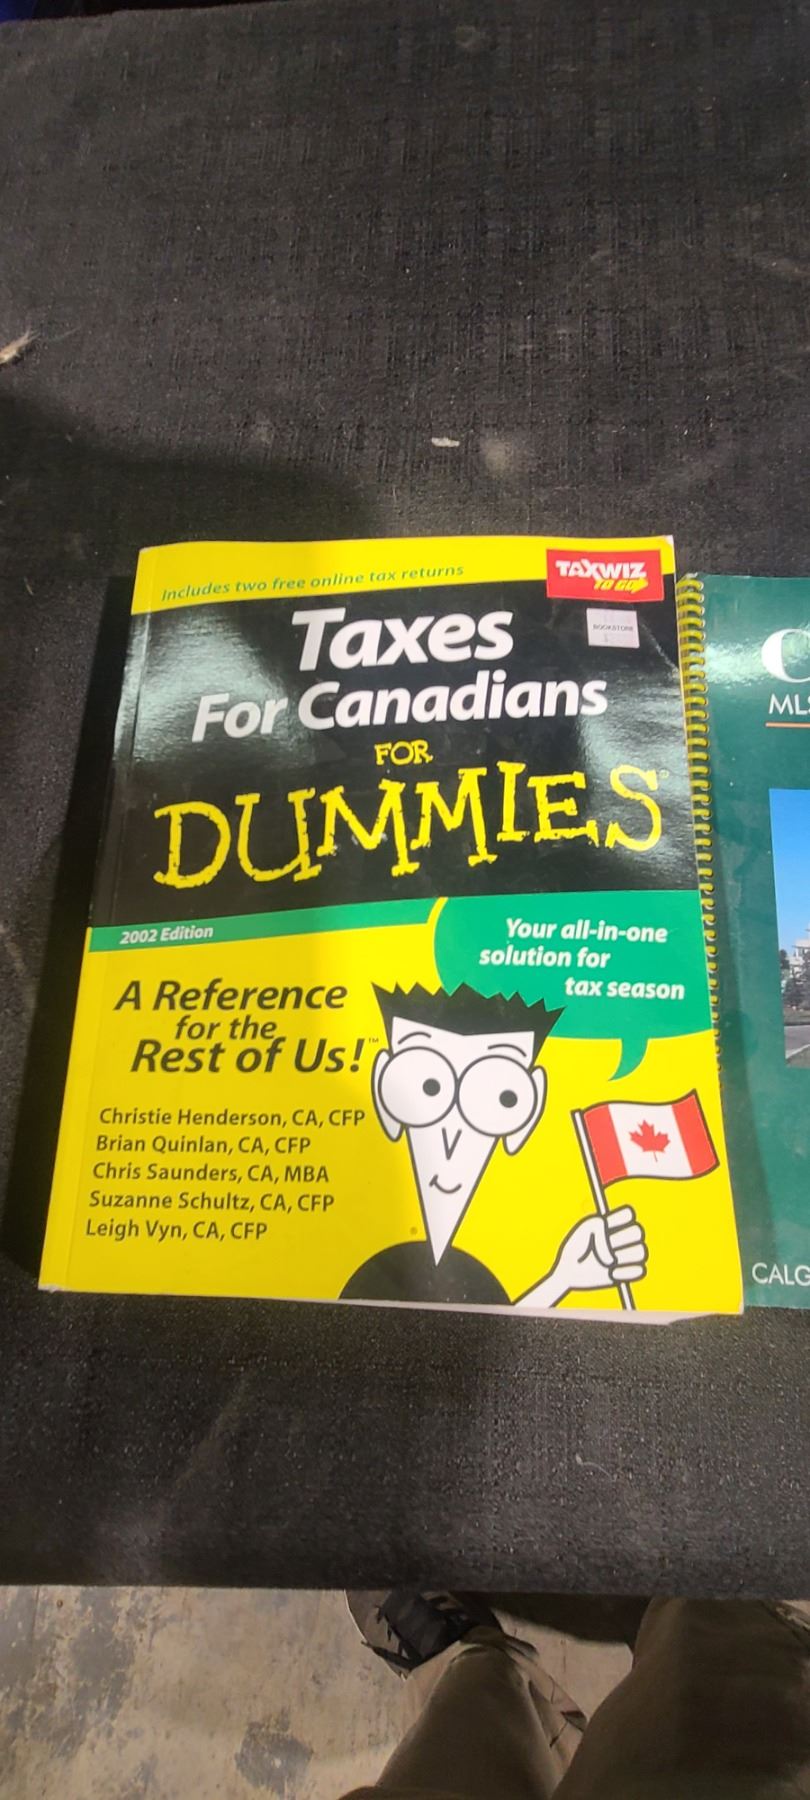 Includes two free online tax returns
TAXWIZ
TO GO
BOOKSTORE
Taxes
For Canadians
FOR
DUMMIES®
2002 Edition
Your all-in-one
solution for
tax season
A Reference
for the
Rest of Us!™
Christie Henderson, CA, CFP
Brian Quinlan, CA, CFP
Chris Saunders, CA, MBA
Suzanne Schultz, CA, CFP
Leigh Vyn, CA, CFP
C
MLS
CALG